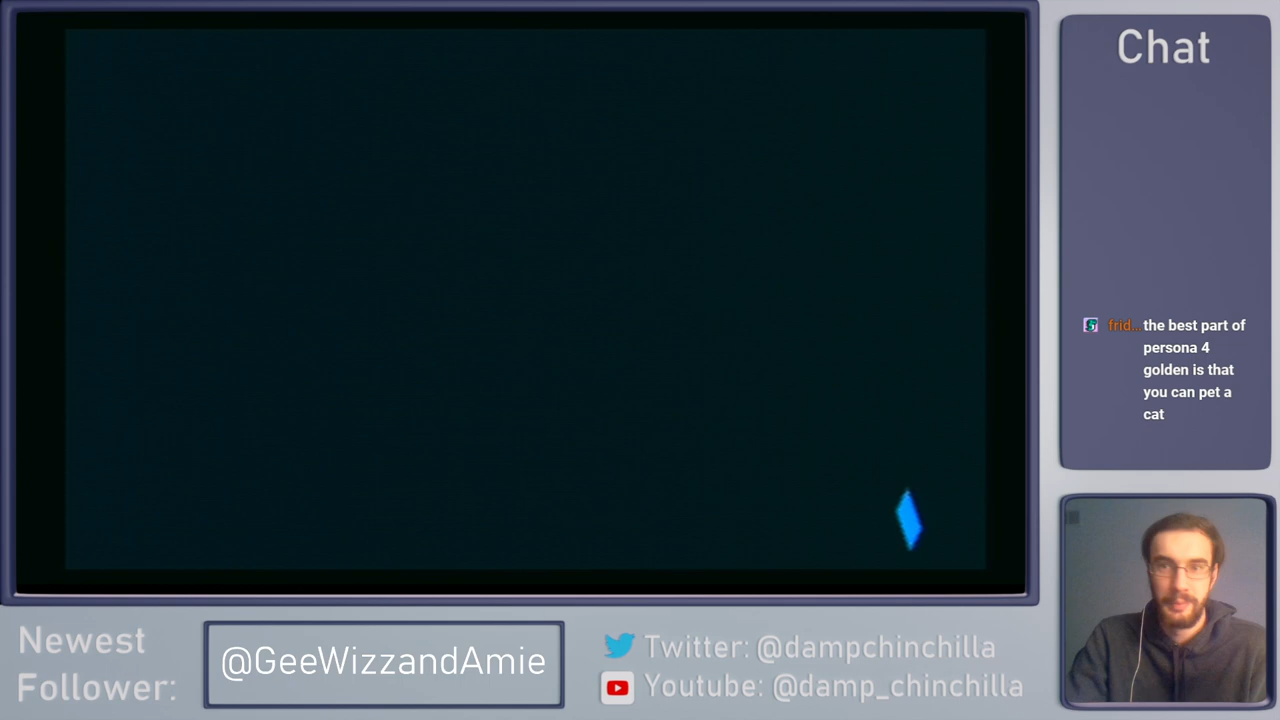 Chat
frid... the best part of
persona 4
golden is that
you can pet a
cat
Newest
Follower:
@GeeWizzandAmie
Twitter: @dampchinchilla
Youtube: @damp_chinchilla